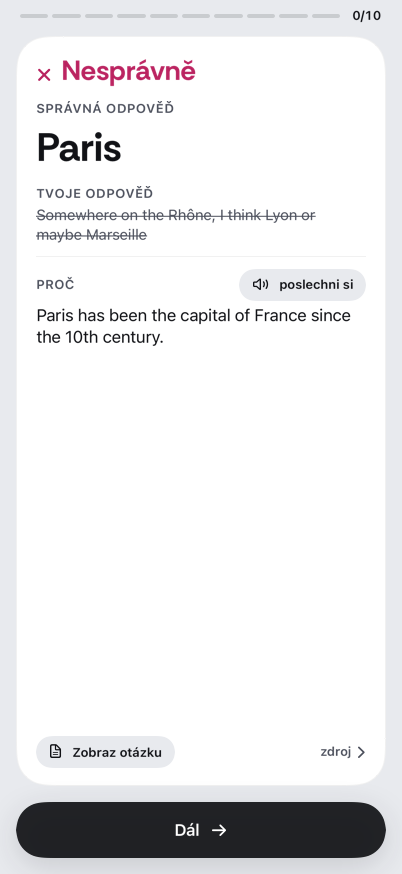 0/10
Nesprávně
SPRÁVNÁ ODPOVĚĎ
Paris
TVOJE ODPOVĚĎ
Somewhere on the Rhône, I think Lyon or
maybe Marseille
PROČ
poslechni si
Paris has been the capital of France since
the 10th century.
Zobraz otázku
zdroj
Dál